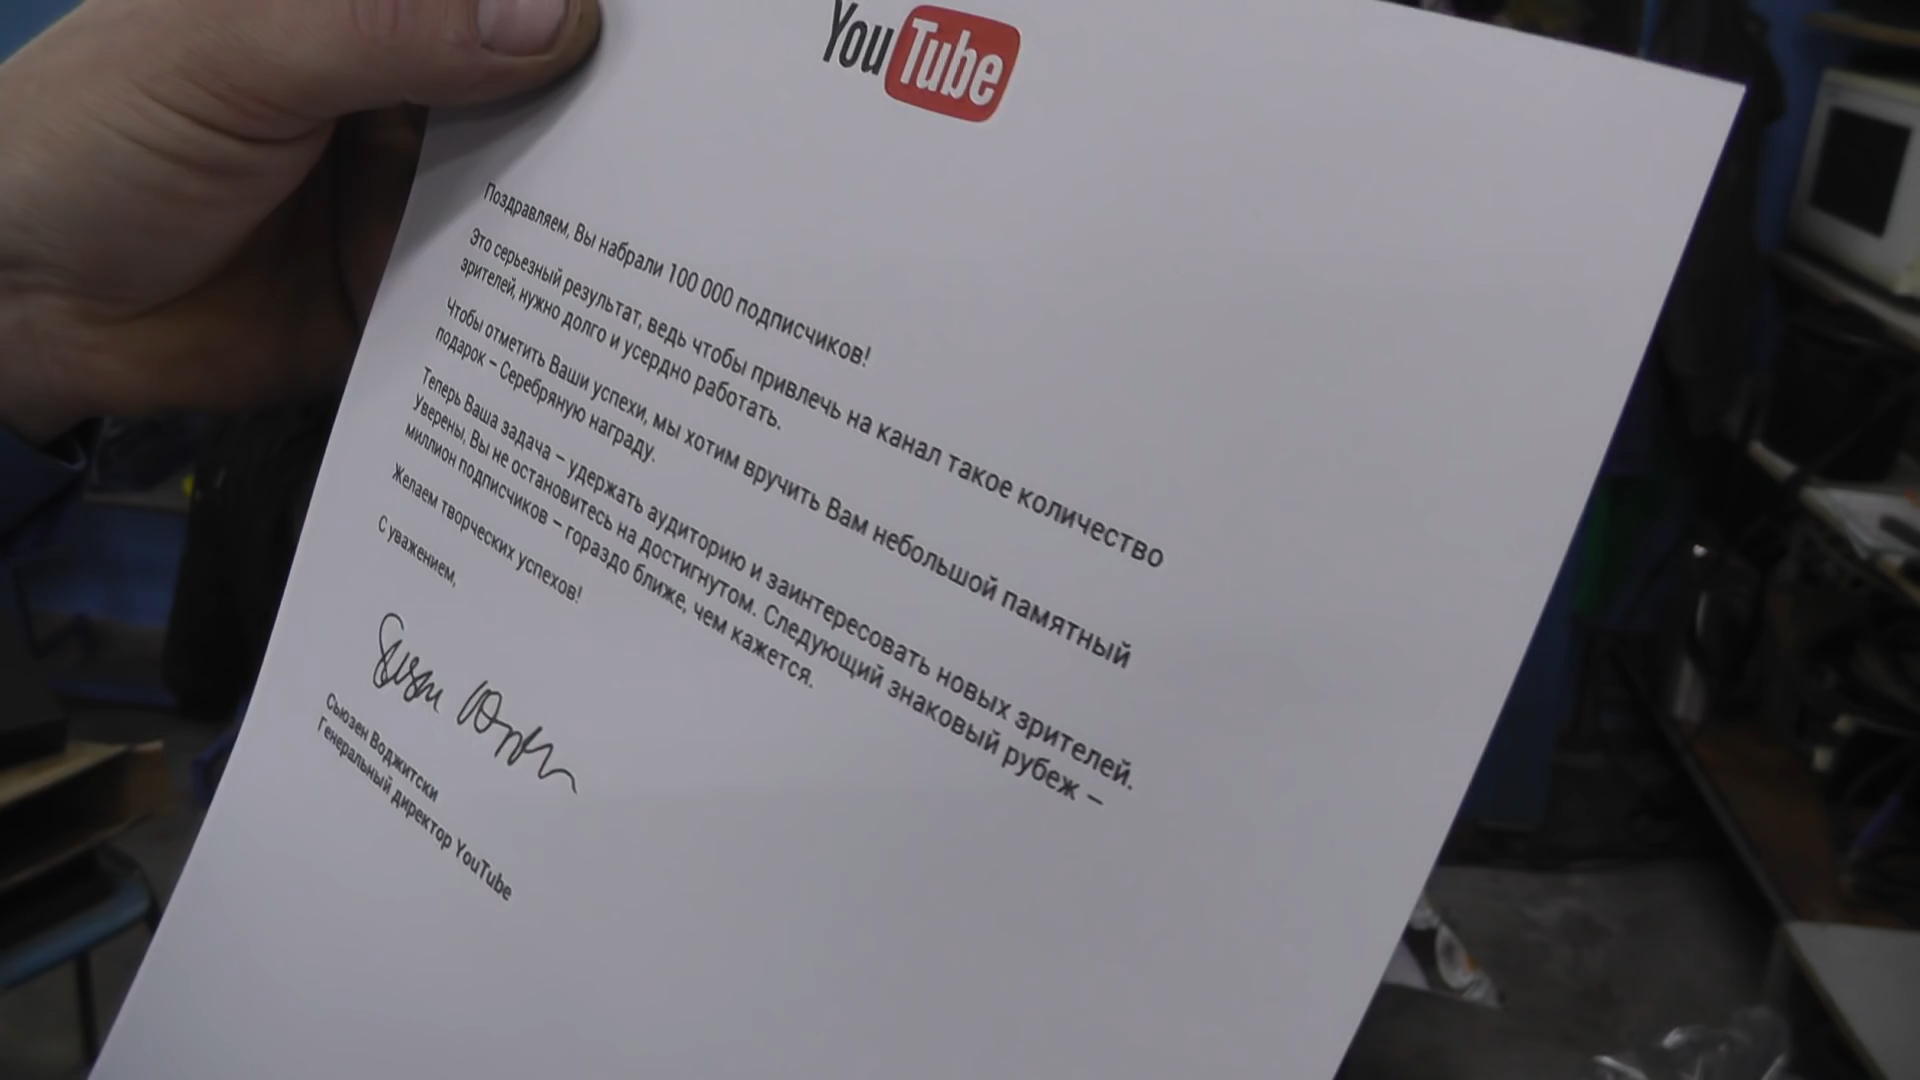 YouTube
Поздравляем, Вы набрали 100 000 подписчиков!
Это серьезный результат, ведь чтобы привлечь на канал такое количество
зрителей, нужно долго и усердно работать.
Чтобы отметить Ваши успехи, мы хотим вручить Вам небольшой памятный
подарок – Серебряную награду.
Теперь Ваша задача – удержать аудиторию и заинтересовать новых зрителей.
Уверены, Вы не остановитесь на достигнутом. Следующий знаковый рубеж –
миллион подписчиков – гораздо ближе, чем кажется.
Желаем творческих успехов!
С уважением,
Сьюзен Воджитски
Генеральный директор YouTube